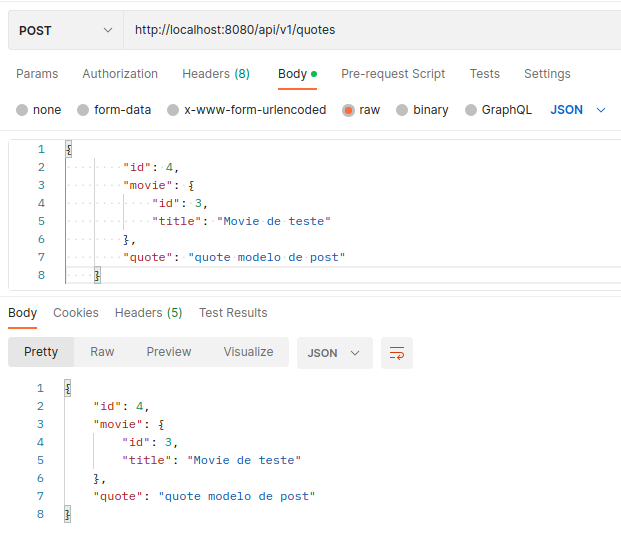 POST http://localhost:8080/api/v1/quotes
Params Authorization Headers (8) Body Pre-request Script Tests Settings
none form-data x-www-form-urlencoded raw binary GraphQL JSON
1 {
2 "id": 4,
3 "movie": {
4 "id": 3,
5 "title": "Movie de teste"
6 },
7 "quote": "quote modelo de post"
8 }
Body Cookies Headers (5) Test Results
Pretty Raw Preview Visualize JSON
1 {
2 "id": 4,
3 "movie": {
4 "id": 3,
5 "title": "Movie de teste"
6 },
7 "quote": "quote modelo de post"
8 }